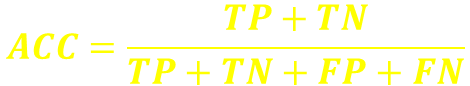 ACC = (TP + TN) / (TP + TN + FP + FN)